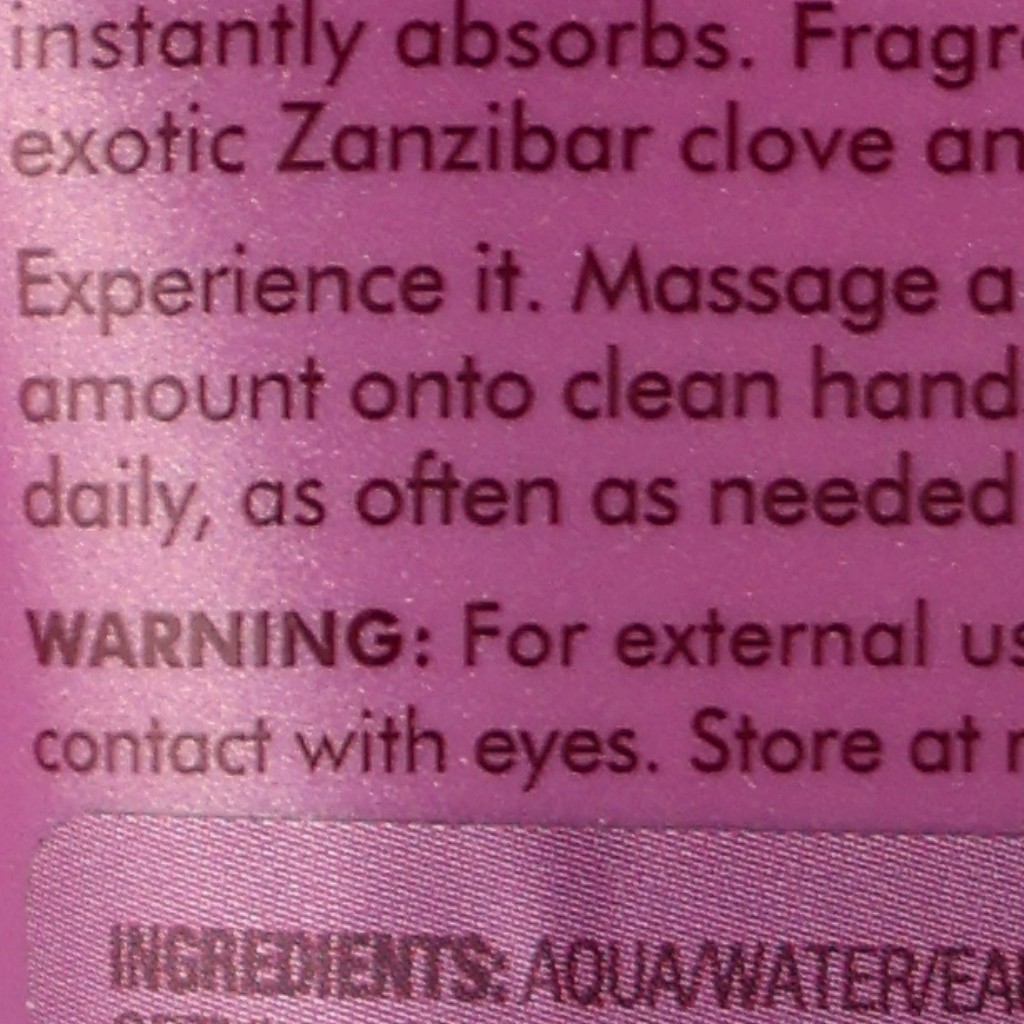 instantly absorbs. Fragr
exotic Zanzibar clove an
Experience it. Massage a
amount onto clean hand
daily, as often as needed
WARNING: For external us
contact with eyes. Store at r
INGREDIENTS: AQUA/WATER/EAU